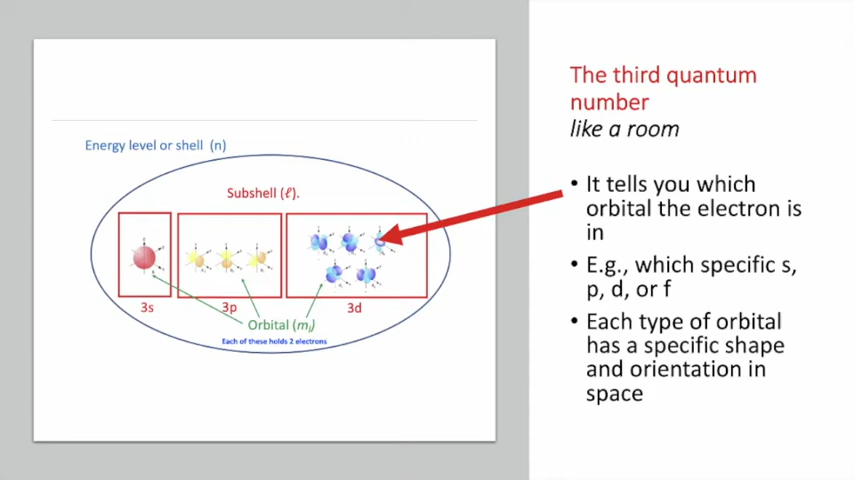 Energy level or shell (n)
Subshell (ℓ).
3s
3p
3d
Orbital (mₗ)
Each of these holds 2 electrons
The third quantum
number
like a room
• It tells you which
orbital the electron is
in
• E.g., which specific s,
p, d, or f
• Each type of orbital
has a specific shape
and orientation in
space